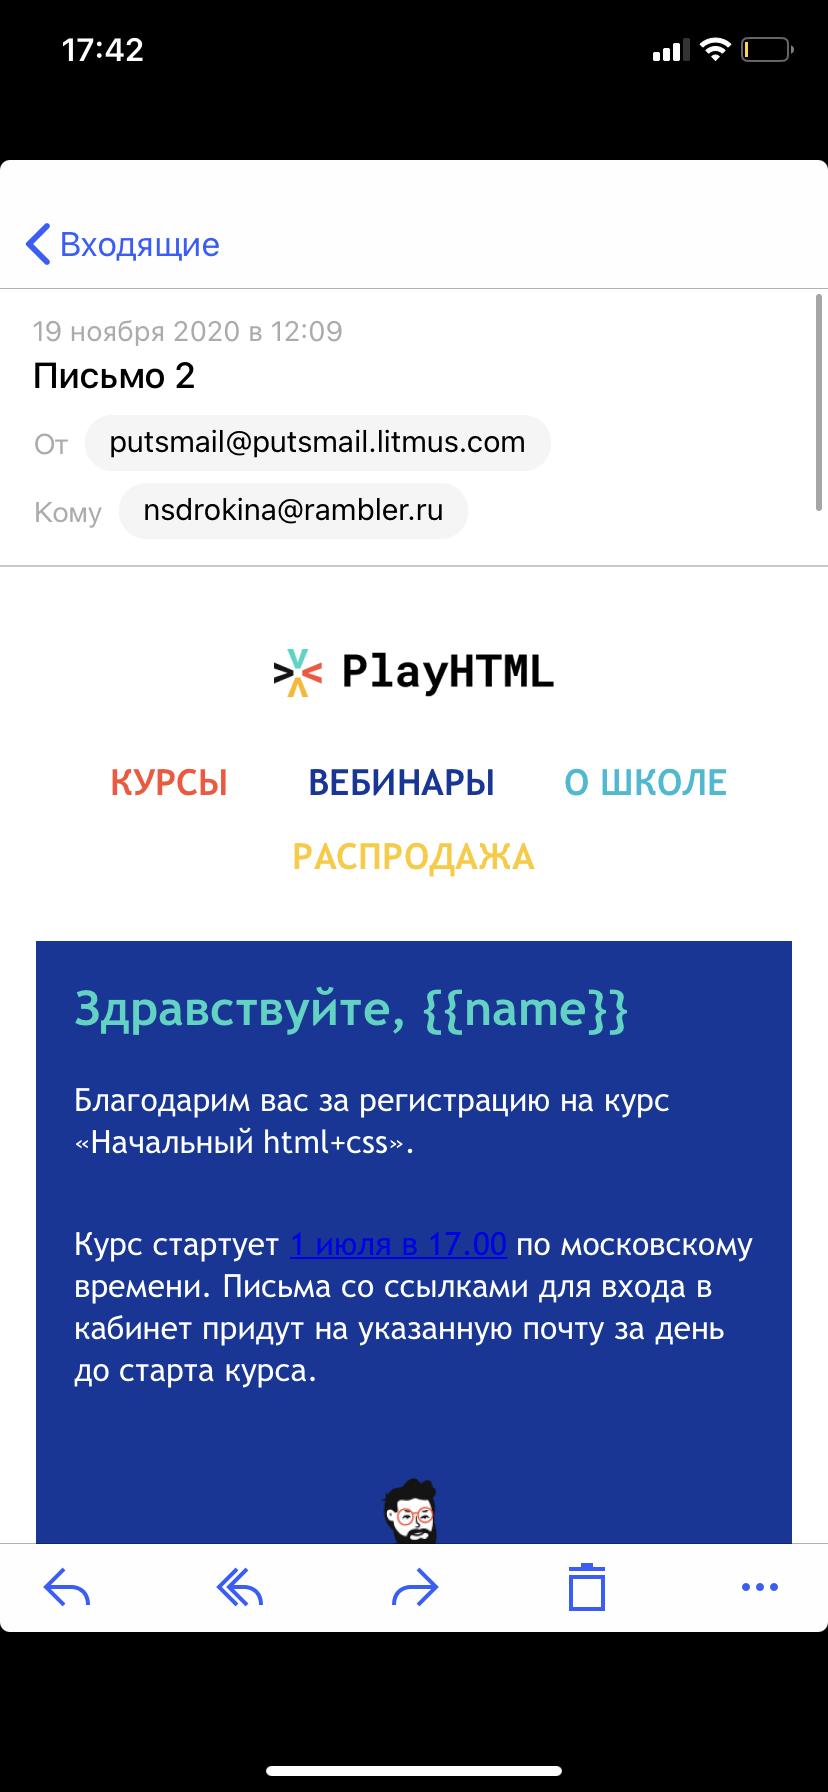 17:42
Входящие
19 ноября 2020 в 12:09
Письмо 2
От putsmail@putsmail.litmus.com
Кому nsdrokina@rambler.ru
PlayHTML
КУРСЫ ВЕБИНАРЫ О ШКОЛЕ
РАСПРОДАЖА
Здравствуйте, {{name}}
Благодарим вас за регистрацию на курс
«Начальный html+css».
Курс стартует 1 июля в 17.00 по московскому
времени. Письма со ссылками для входа в
кабинет придут на указанную почту за день
до старта курса.